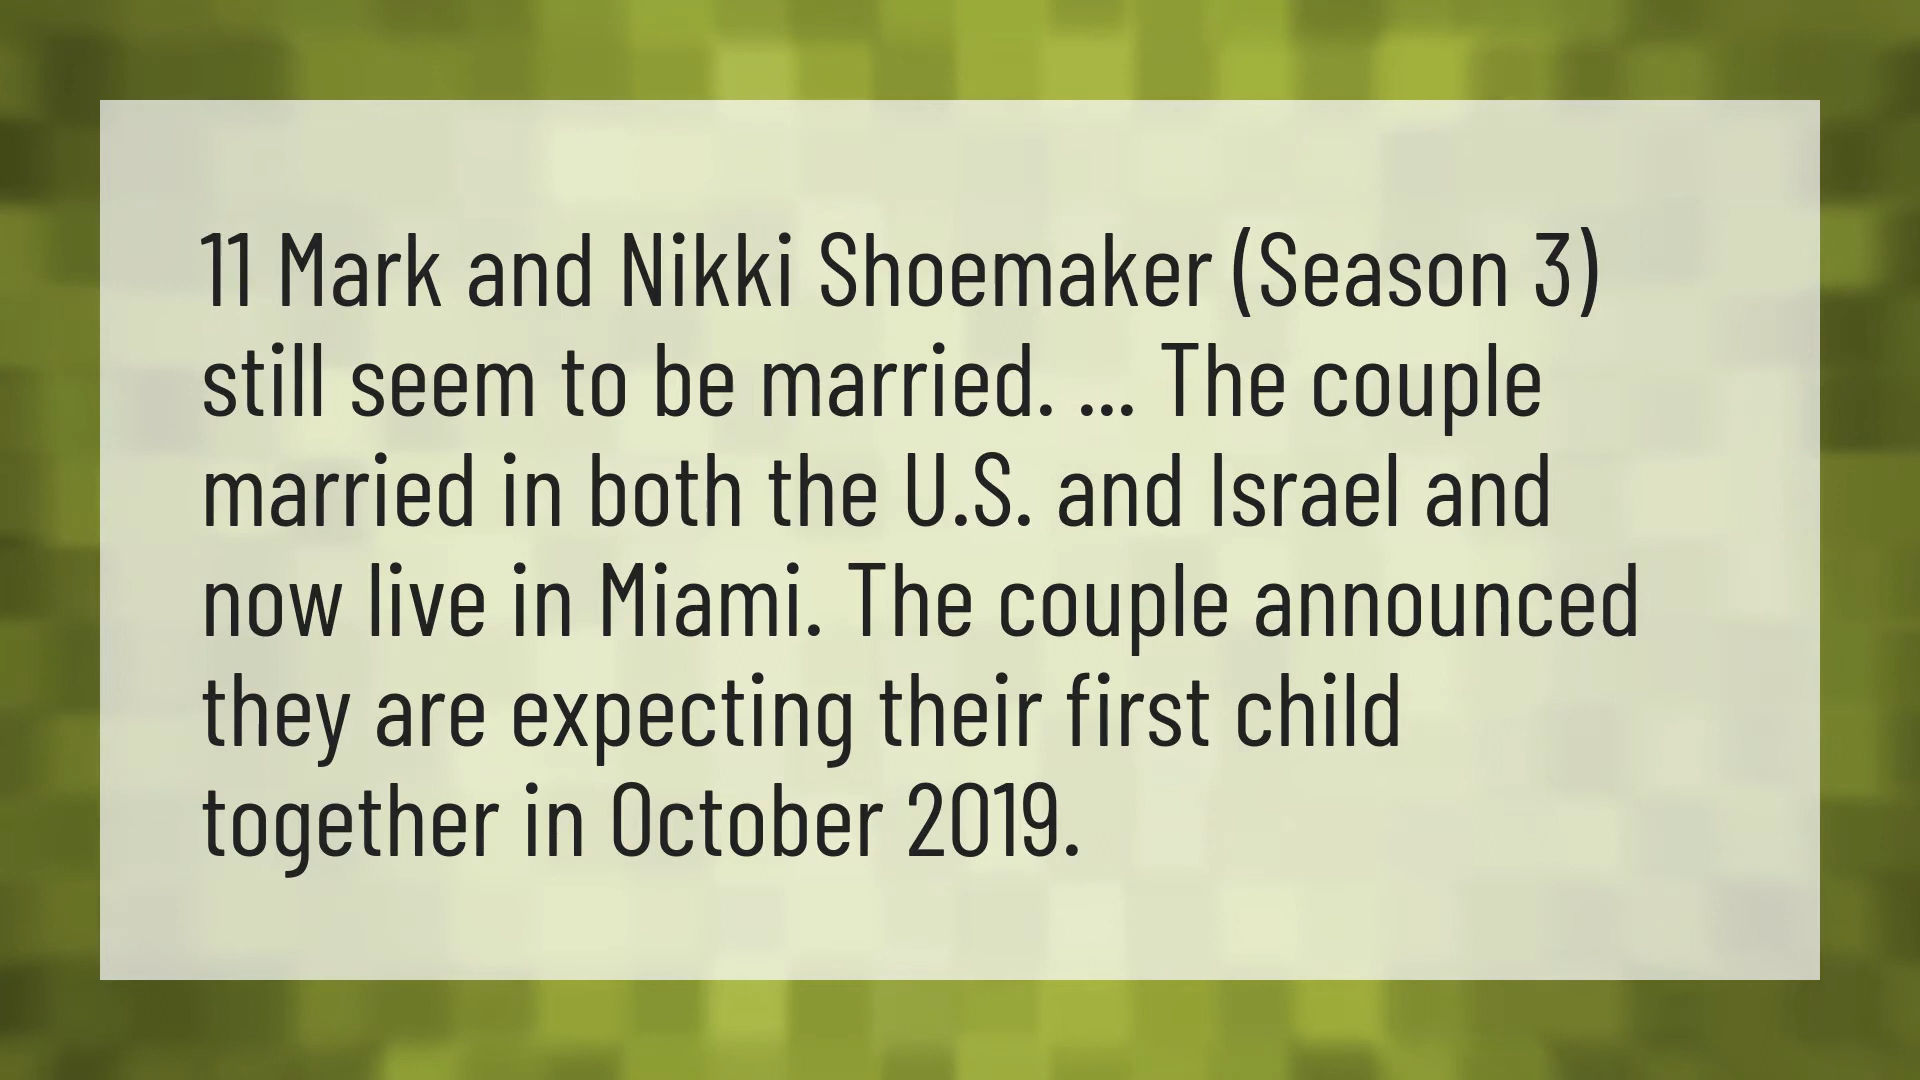 11 Mark and Nikki Shoemaker (Season 3)
still seem to be married. ... The couple
married in both the U.S. and Israel and
now live in Miami. The couple announced
they are expecting their first child
together in October 2019.